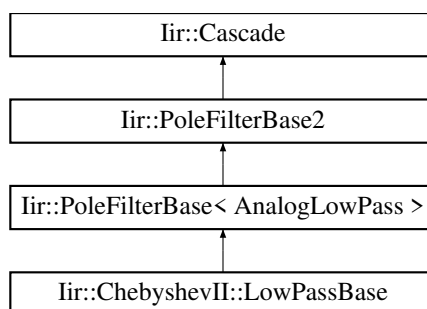 Iir::Cascade
Iir::PoleFilterBase2
Iir::PoleFilterBase< AnalogLowPass >
Iir::ChebyshevII::LowPassBase